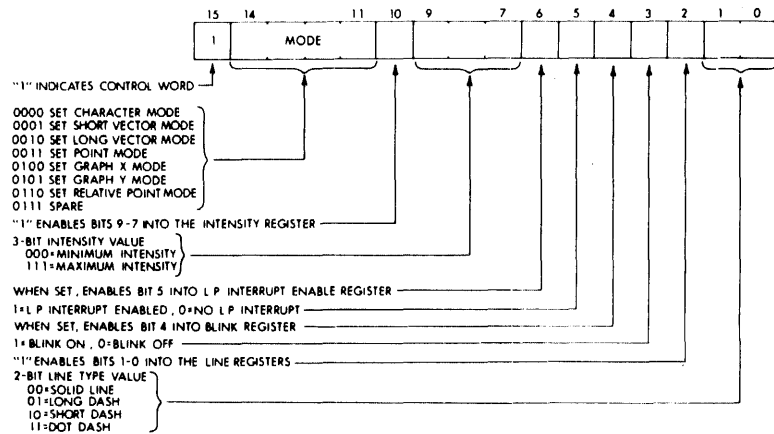 15 14 11 10 9 7 6 5 4 3 2 1 0
1 MODE
"1" INDICATES CONTROL WORD
0000 SET CHARACTER MODE
0001 SET SHORT VECTOR MODE
0010 SET LONG VECTOR MODE
0011 SET POINT MODE
0100 SET GRAPH X MODE
0101 SET GRAPH Y MODE
0110 SET RELATIVE POINT MODE
0111 SPARE
"1" ENABLES BITS 9-7 INTO THE INTENSITY REGISTER
3-BIT INTENSITY VALUE
000=MINIMUM INTENSITY
111=MAXIMUM INTENSITY
WHEN SET, ENABLES BIT 5 INTO L P INTERRUPT ENABLE REGISTER
1=L P INTERRUPT ENABLED, 0=NO L P INTERRUPT
WHEN SET, ENABLES BIT 4 INTO BLINK REGISTER
1=BLINK ON, 0=BLINK OFF
"1" ENABLES BITS 1-0 INTO THE LINE REGISTERS
2-BIT LINE TYPE VALUE
00=SOLID LINE
01=LONG DASH
10=SHORT DASH
11=DOT DASH